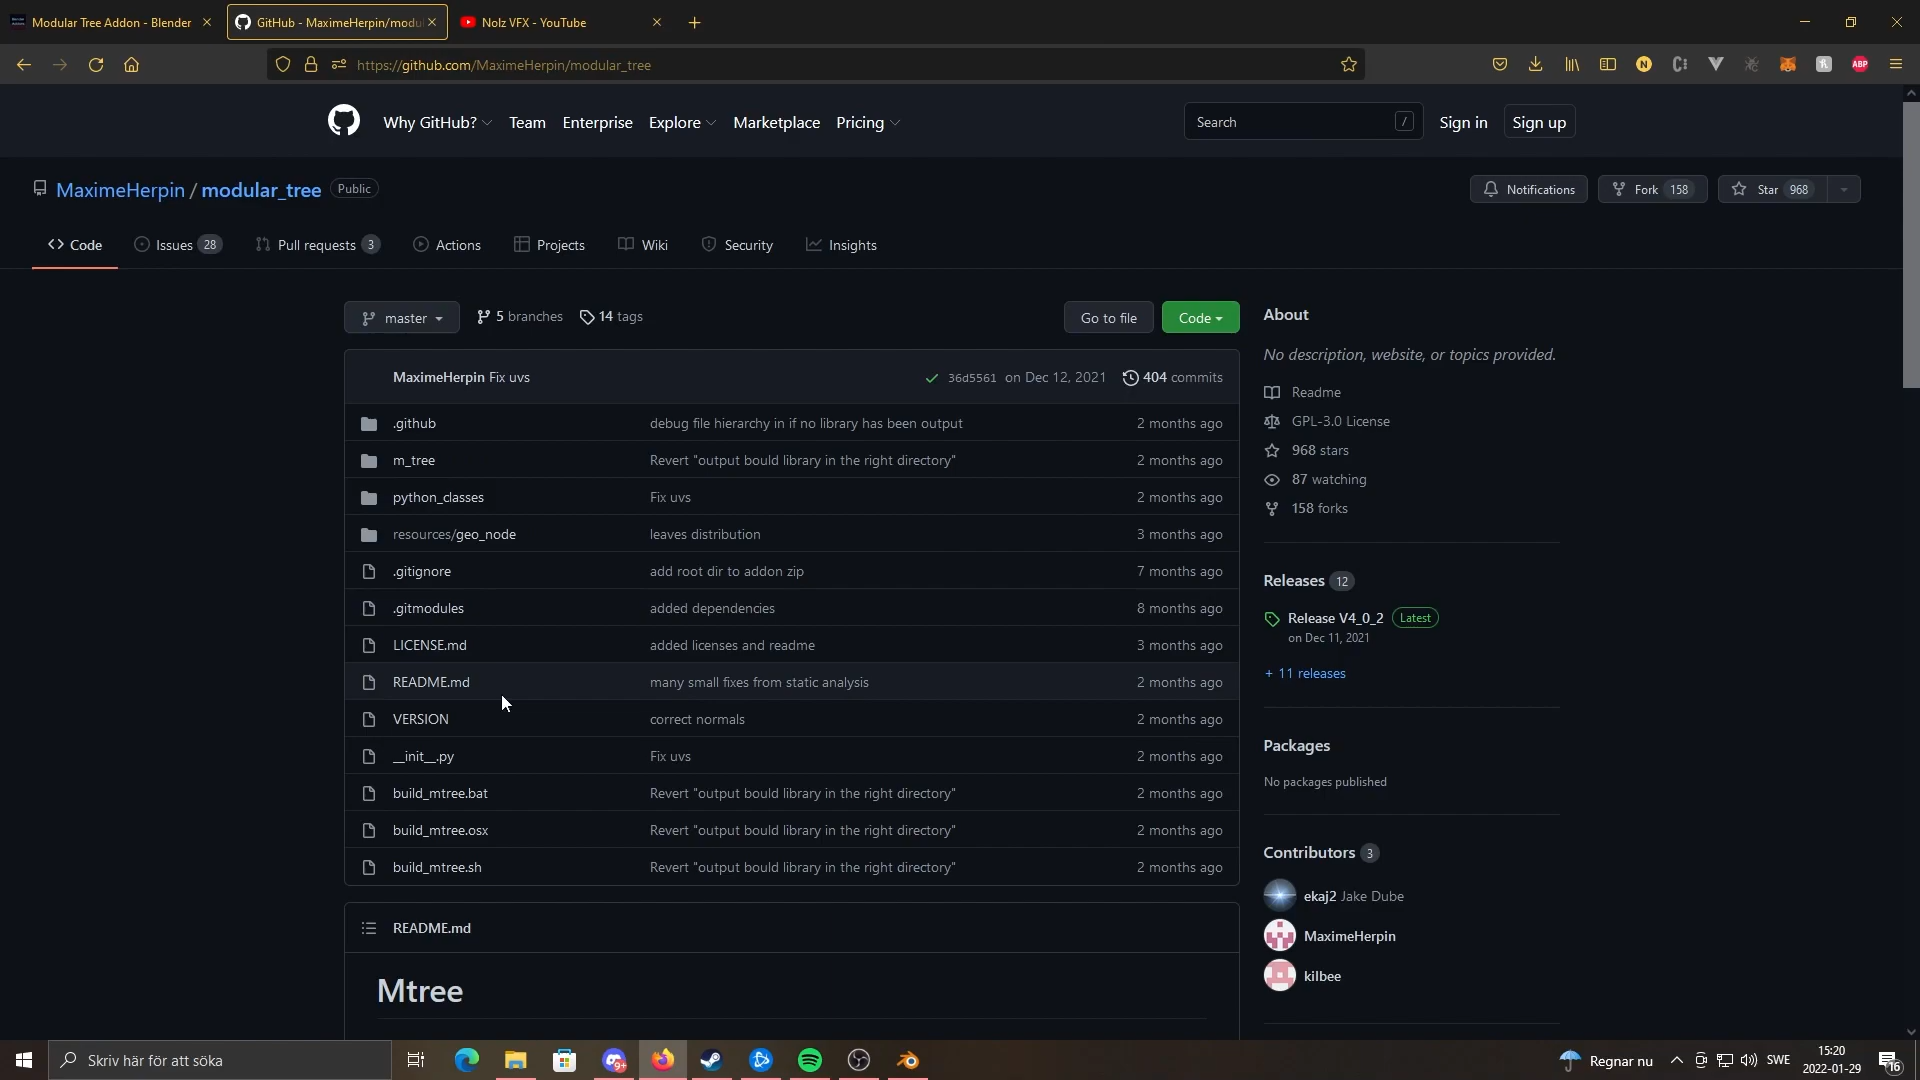 Modular Tree Addon - Blender
GitHub - MaximeHerpin/modul
Nolz VFX - YouTube
https://github.com/MaximeHerpin/modular_tree
N
ABP
Why GitHub?
Team
Enterprise
Explore
Marketplace
Pricing
Search
/
Sign in
Sign up
MaximeHerpin / modular_tree
Public
Notifications
Fork 158
Star 968
Code
Issues 28
Pull requests 3
Actions
Projects
Wiki
Security
Insights
master
5 branches
14 tags
Go to file
Code
MaximeHerpin Fix uvs
36d5561 on Dec 12, 2021
404 commits
.github debug file hierarchy in if no library has been output 2 months ago
m_tree Revert "output bould library in the right directory" 2 months ago
python_classes Fix uvs 2 months ago
resources/geo_node leaves distribution 3 months ago
.gitignore add root dir to addon zip 7 months ago
.gitmodules added dependencies 8 months ago
LICENSE.md added licenses and readme 3 months ago
README.md many small fixes from static analysis 2 months ago
VERSION correct normals 2 months ago
__init__.py Fix uvs 2 months ago
build_mtree.bat Revert "output bould library in the right directory" 2 months ago
build_mtree.osx Revert "output bould library in the right directory" 2 months ago
build_mtree.sh Revert "output bould library in the right directory" 2 months ago
README.md
Mtree
About
No description, website, or topics provided.
Readme
GPL-3.0 License
968 stars
87 watching
158 forks
Releases 12
Release V4_0_2 Latest
on Dec 11, 2021
+ 11 releases
Packages
No packages published
Contributors 3
ekaj2 Jake Dube
MaximeHerpin
kilbee
Skriv här för att söka
9+
Regnar nu
SWE
15:20
2022-01-29
16